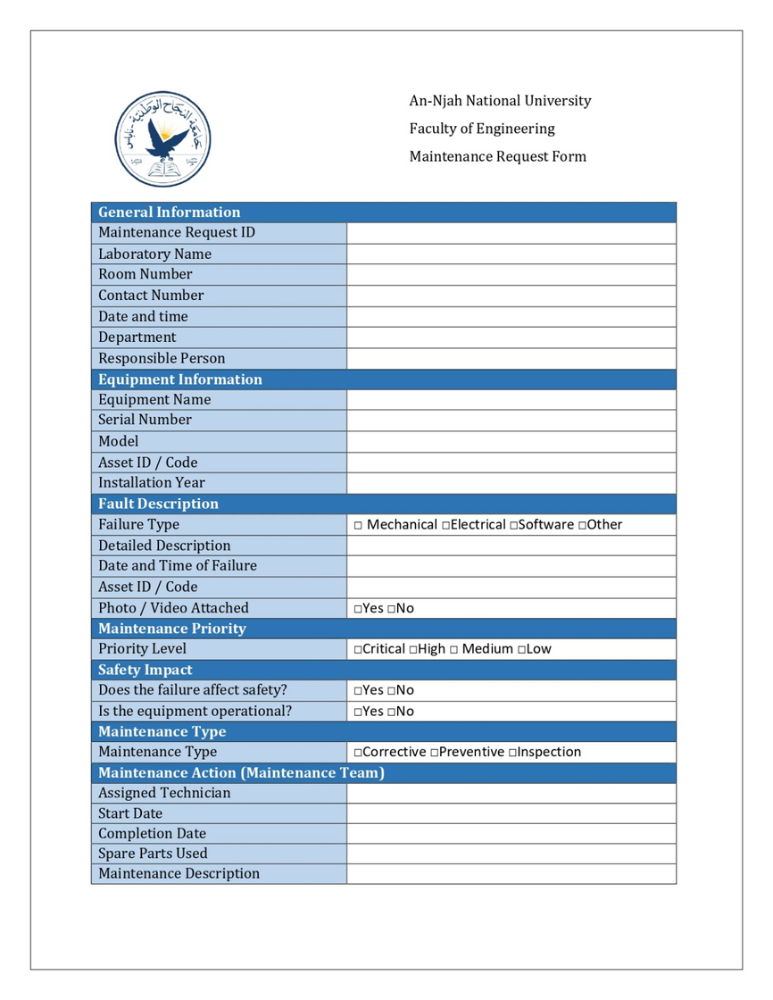 جامعة النجاح الوطنية - نابلس
An-Njah National University
Faculty of Engineering
Maintenance Request Form
General Information
Maintenance Request ID
Laboratory Name
Room Number
Contact Number
Date and time
Department
Responsible Person
Equipment Information
Equipment Name
Serial Number
Model
Asset ID / Code
Installation Year
Fault Description
Failure Type □ Mechanical □Electrical □Software □Other
Detailed Description
Date and Time of Failure
Asset ID / Code
Photo / Video Attached □Yes □No
Maintenance Priority
Priority Level □Critical □High □ Medium □Low
Safety Impact
Does the failure affect safety? □Yes □No
Is the equipment operational? □Yes □No
Maintenance Type
Maintenance Type □Corrective □Preventive □Inspection
Maintenance Action (Maintenance Team)
Assigned Technician
Start Date
Completion Date
Spare Parts Used
Maintenance Description